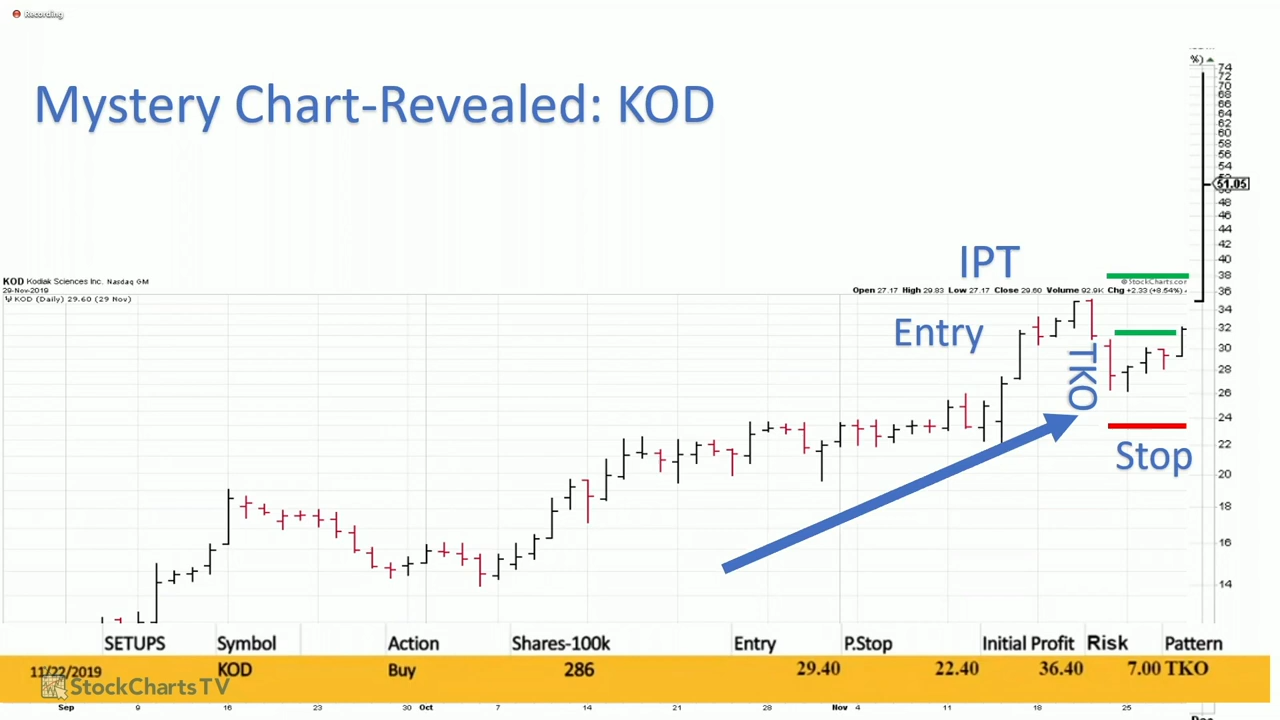 Recording
Mystery Chart-Revealed: KOD
%)
74
72
70
68
66
64
62
60
58
56
54
51.05
48
46
44
42
40
38
36
34
32
30
28
26
24
22
20
18
16
14
IPT
KOD Kodiak Sciences Inc. Nasdaq GM
© StockCharts.com
29-Nov-2019
Open 27.17 High 29.83 Low 27.17 Close 29.60 Volume 92.9K Chg +2.33 (+8.54%)
KOD (Daily) 29.60 (29 Nov)
Entry
TKO
Stop
SETUPS Symbol Action Shares-100k Entry P.Stop Initial Profit Risk Pattern
11/22/2019 KOD Buy 286 29.40 22.40 36.40 7.00 TKO
StockCharts TV
Sep 9 16 23 30 Oct 7 14 21 28 Nov 4 11 18 25